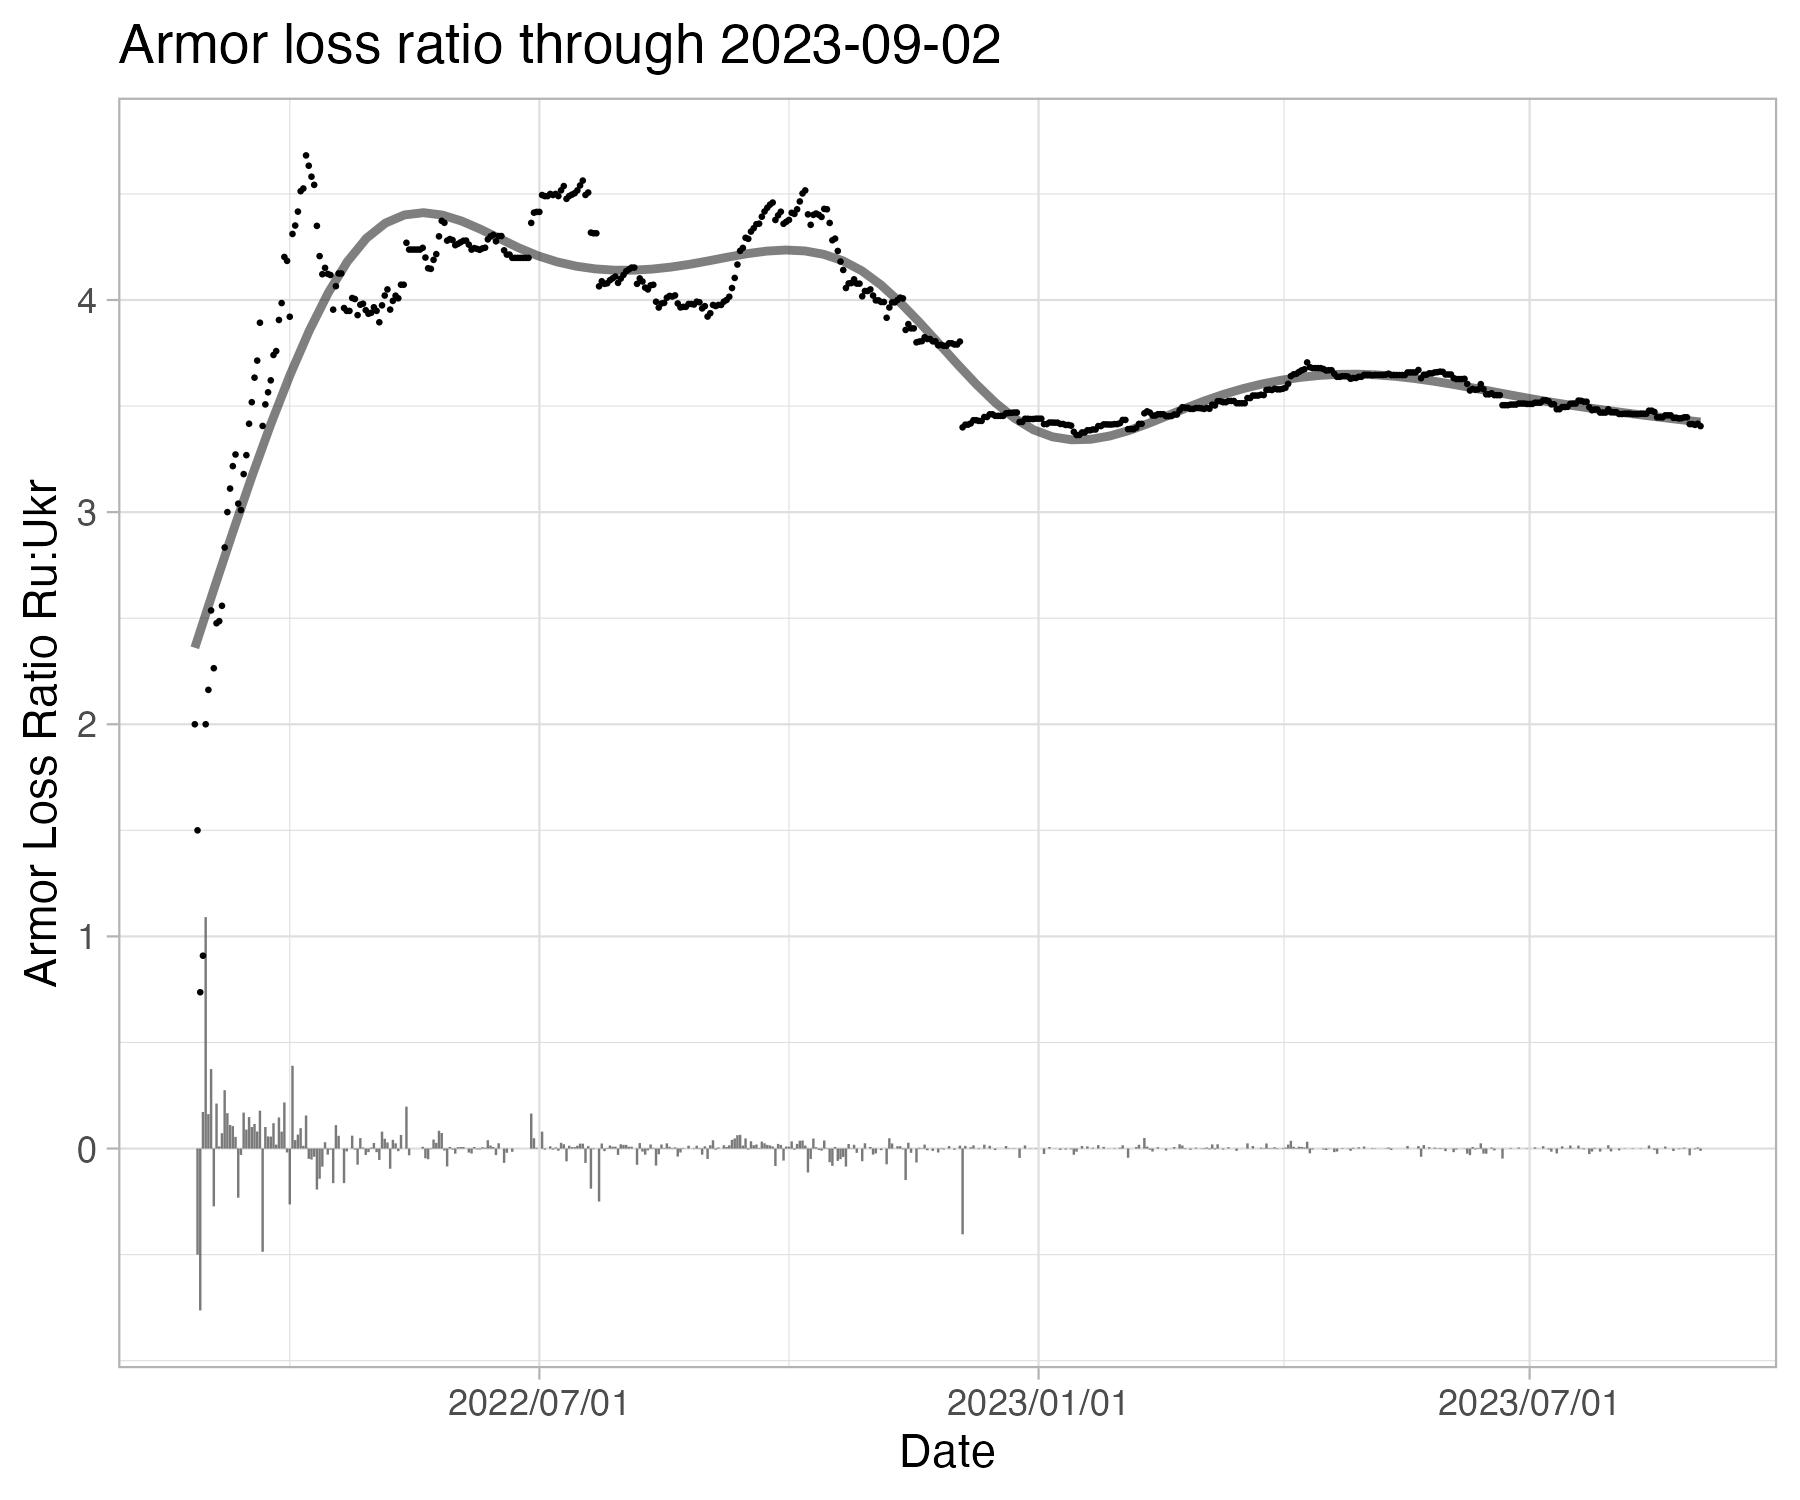 Armor loss ratio through 2023-09-02
Armor Loss Ratio Ru:Ukr
4
3
2
1
0
2022/07/01
2023/01/01
2023/07/01
Date